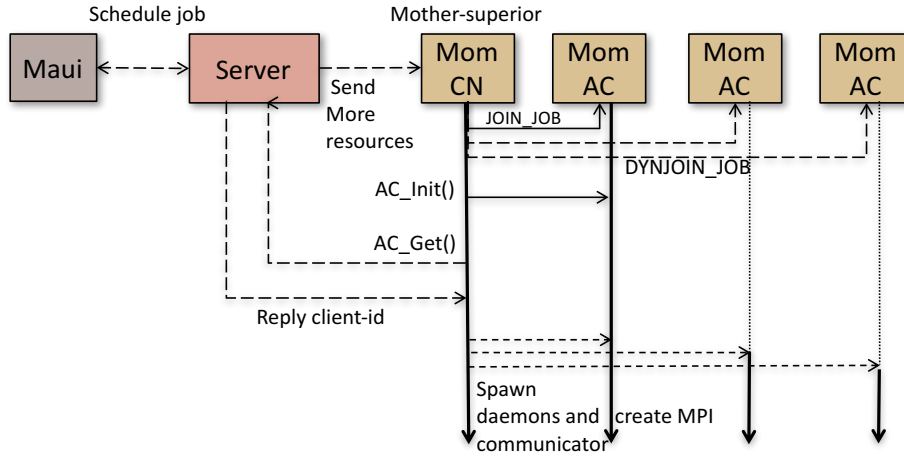 Schedule job
Mother-superior
Maui
Server
Mom
CN
Mom
AC
Mom
AC
Mom
AC
Send
More
resources
JOIN_JOB
DYNJOIN_JOB
AC_Init()
AC_Get()
Reply client-id
Spawn
daemons and create MPI
communicator